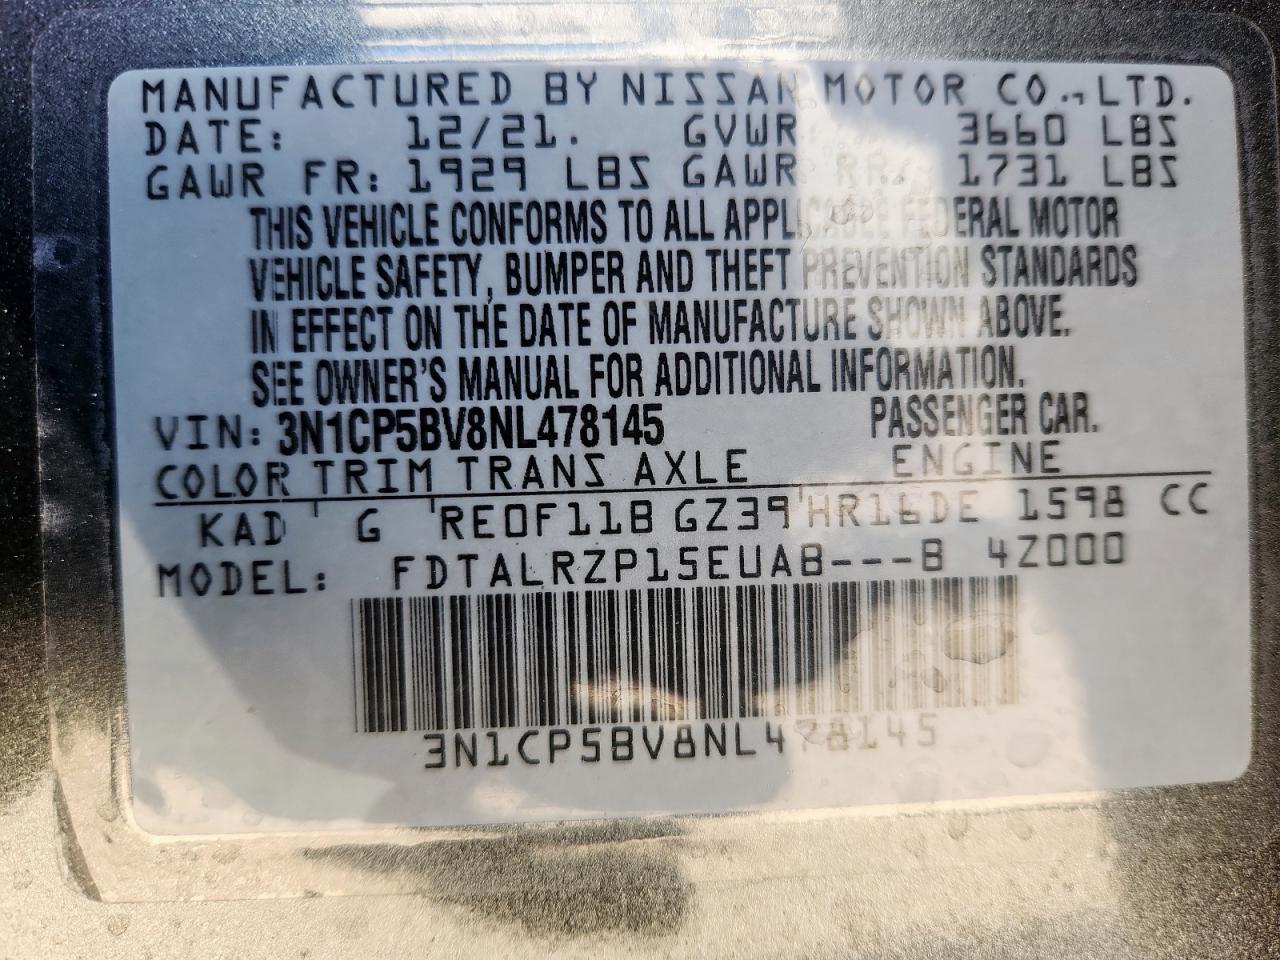 MANUFACTURED BY NISSAN MOTOR CO., LTD.
DATE: 12/21. GVWR 3660 LBS
GAWR FR: 1929 LBS GAWR RR: 1731 LBS
THIS VEHICLE CONFORMS TO ALL APPLICABLE FEDERAL MOTOR
VEHICLE SAFETY, BUMPER AND THEFT PREVENTION STANDARDS
IN EFFECT ON THE DATE OF MANUFACTURE SHOWN ABOVE.
SEE OWNER'S MANUAL FOR ADDITIONAL INFORMATION.
VIN: 3N1CP5BV8NL478145 PASSENGER CAR.
COLOR TRIM TRANS AXLE ENGINE
KAD ' G 'RE0F11B GZ39'HR16DE 1598 CC
MODEL: FDTALRZP15EUAB---B 4Z000
3N1CP5BV8NL478145